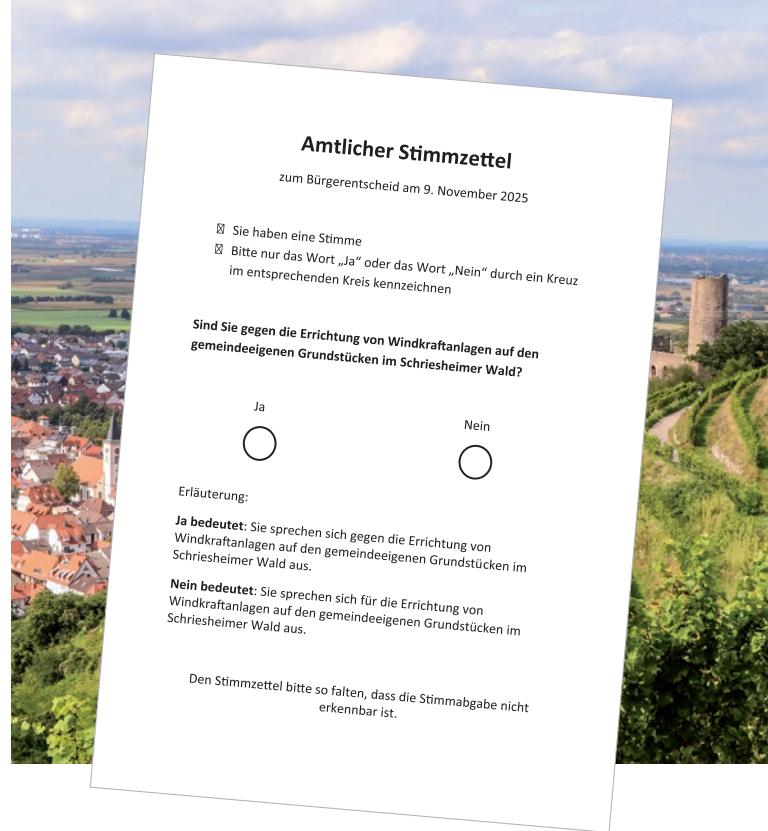 Amtlicher Stimmzettel
zum Bürgerentscheid am 9. November 2025
Sie haben eine Stimme
Bitte nur das Wort „Ja“ oder das Wort „Nein“ durch ein Kreuz
im entsprechenden Kreis kennzeichnen
Sind Sie gegen die Errichtung von Windkraftanlagen auf den
gemeindeeigenen Grundstücken im Schriesheimer Wald?
Ja
Nein
Erläuterung:
Ja bedeutet: Sie sprechen sich gegen die Errichtung von
Windkraftanlagen auf den gemeindeeigenen Grundstücken im
Schriesheimer Wald aus.
Nein bedeutet: Sie sprechen sich für die Errichtung von
Windkraftanlagen auf den gemeindeeigenen Grundstücken im
Schriesheimer Wald aus.
Den Stimmzettel bitte so falten, dass die Stimmabgabe nicht
erkennbar ist.